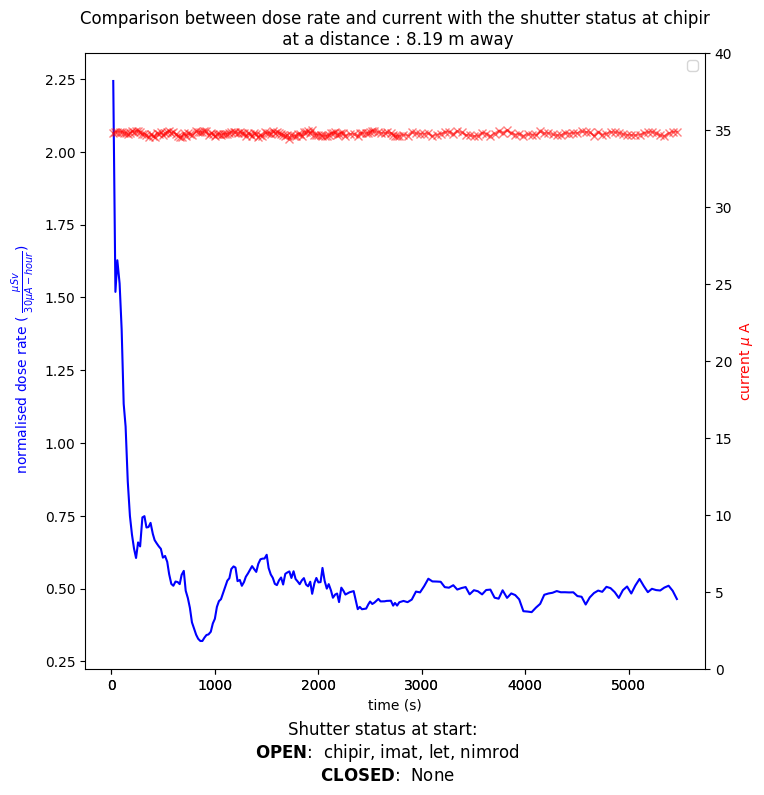 Comparison between dose rate and current with the shutter status at chipir
at a distance : 8.19 m away
2.25
2.00
1.75
1.50
1.25
1.00
0.75
0.50
0.25
normalised dose rate ( μSv / 30μA − hour )
40
35
30
25
20
15
10
5
0
current μ A
0 1000 2000 3000 4000 5000
time (s)
Shutter status at start:
OPEN: chipir, imat, let, nimrod
CLOSED: None